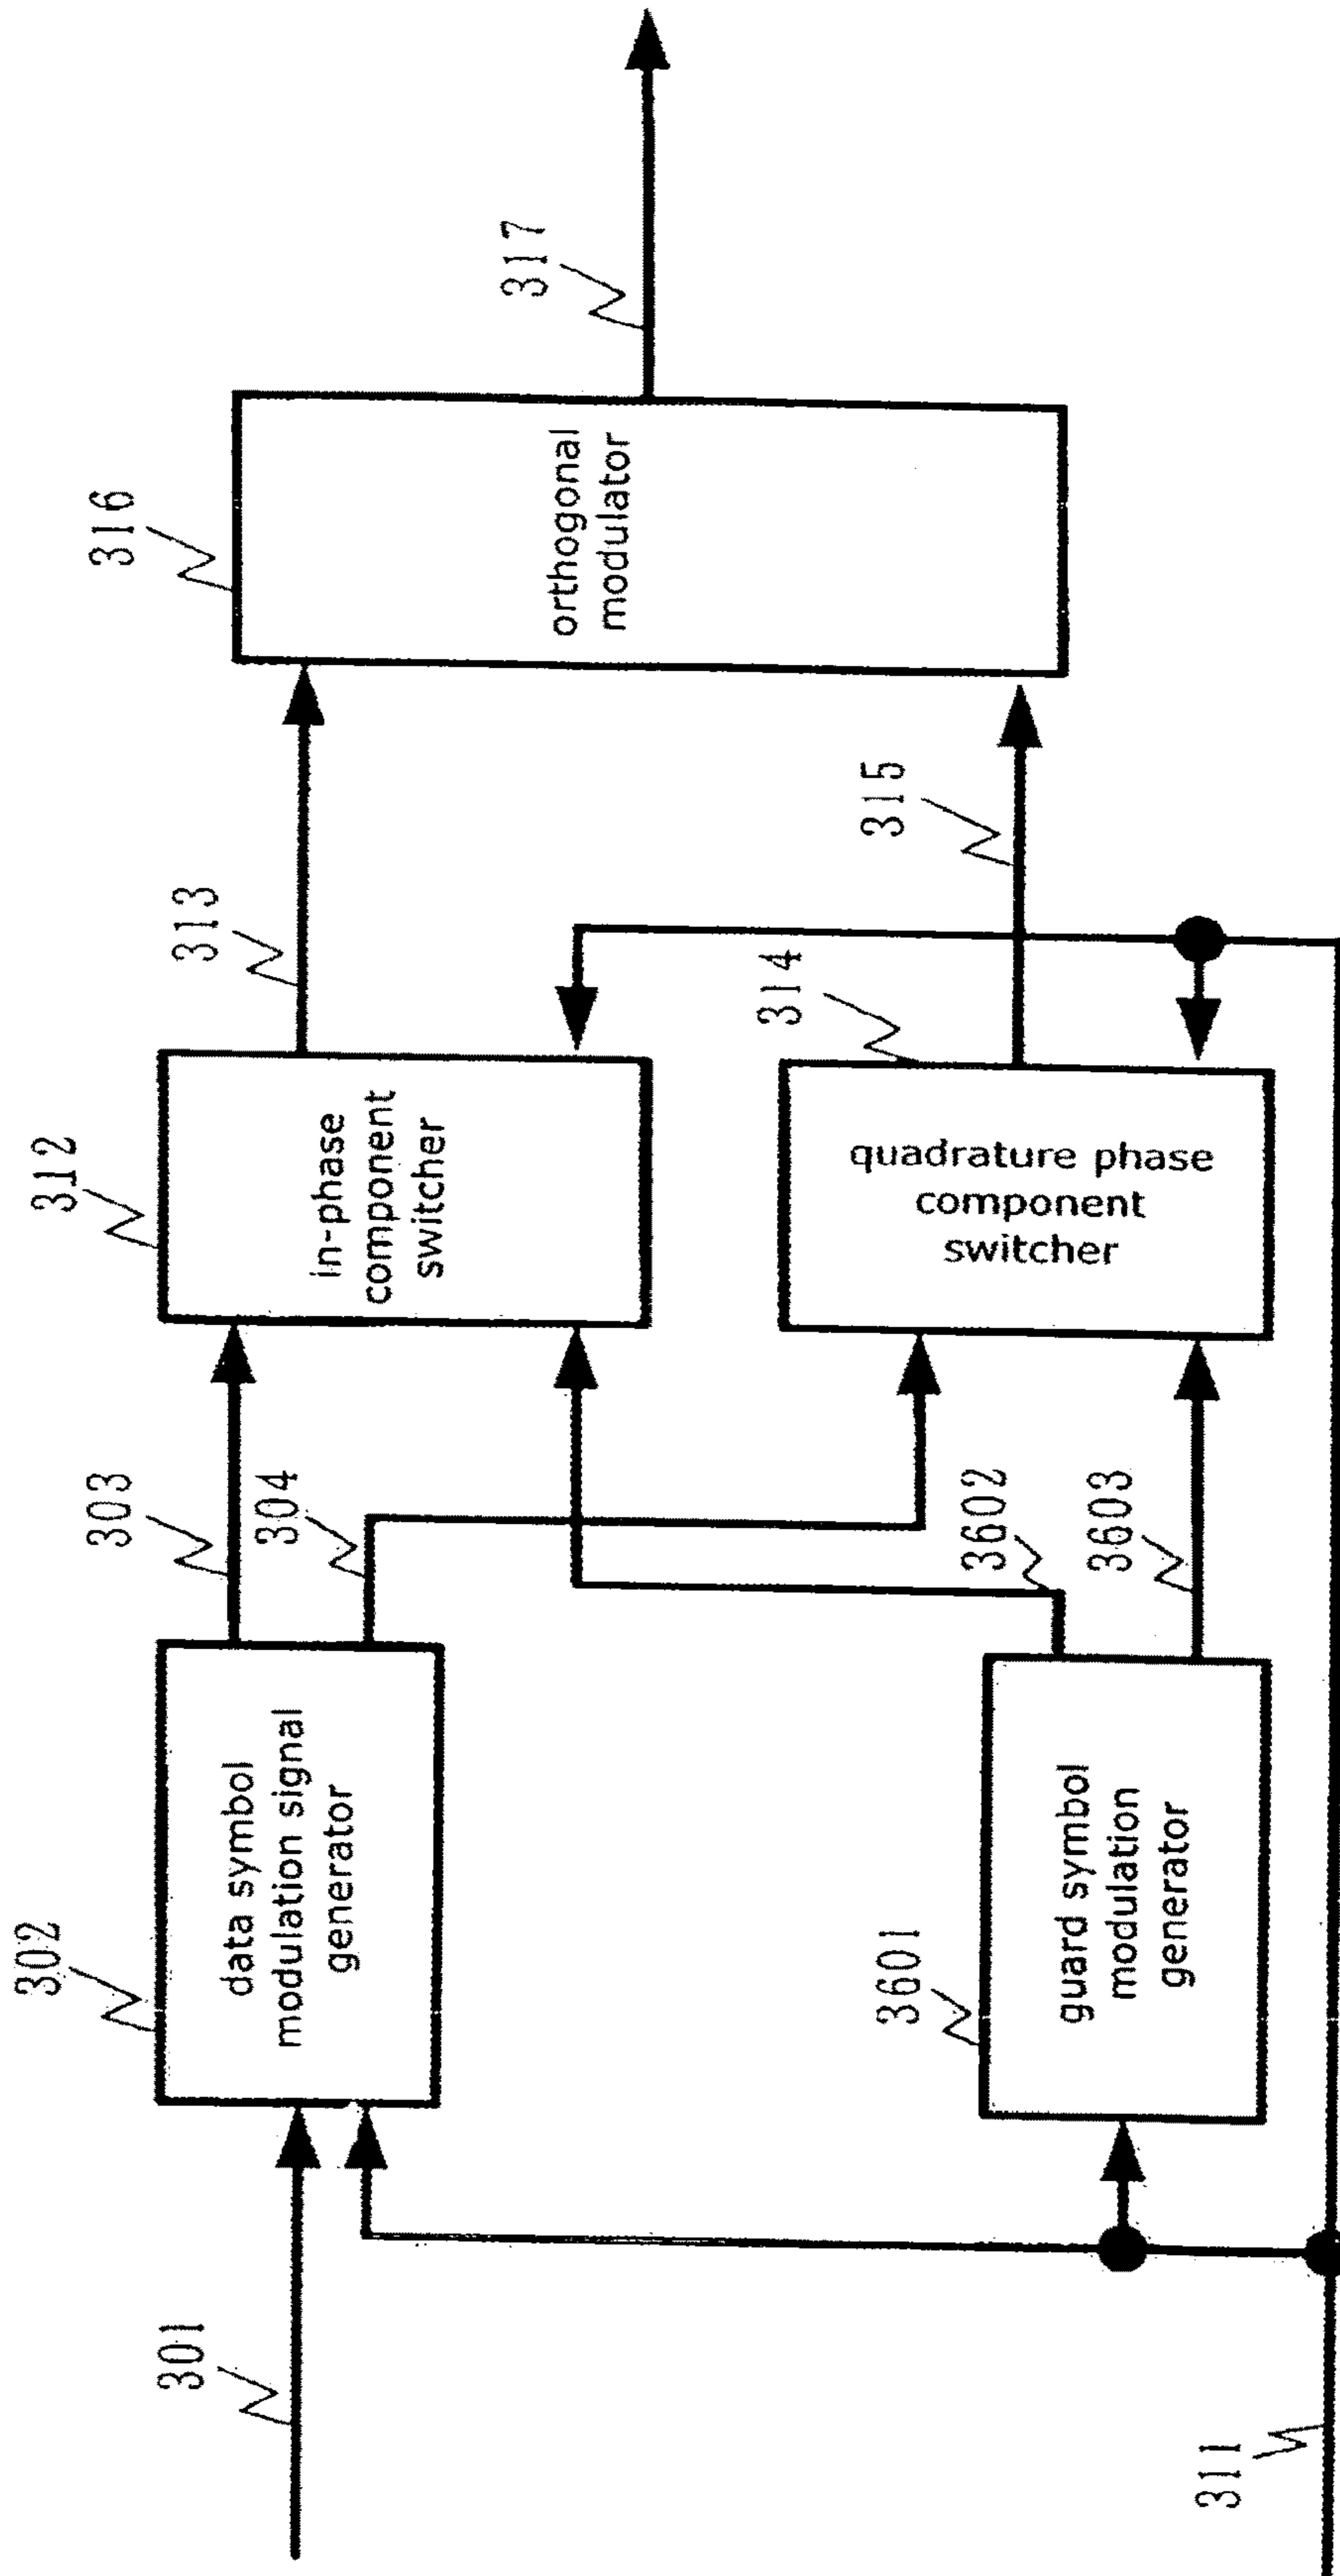 301
302
data symbol
modulation signal
generator
303
304
312
in-phase
component
switcher
313
316
orthogonal
modulator
317
3601
guard symbol
modulation
generator
3602
3603
314
quadrature phase
component
switcher
315
311